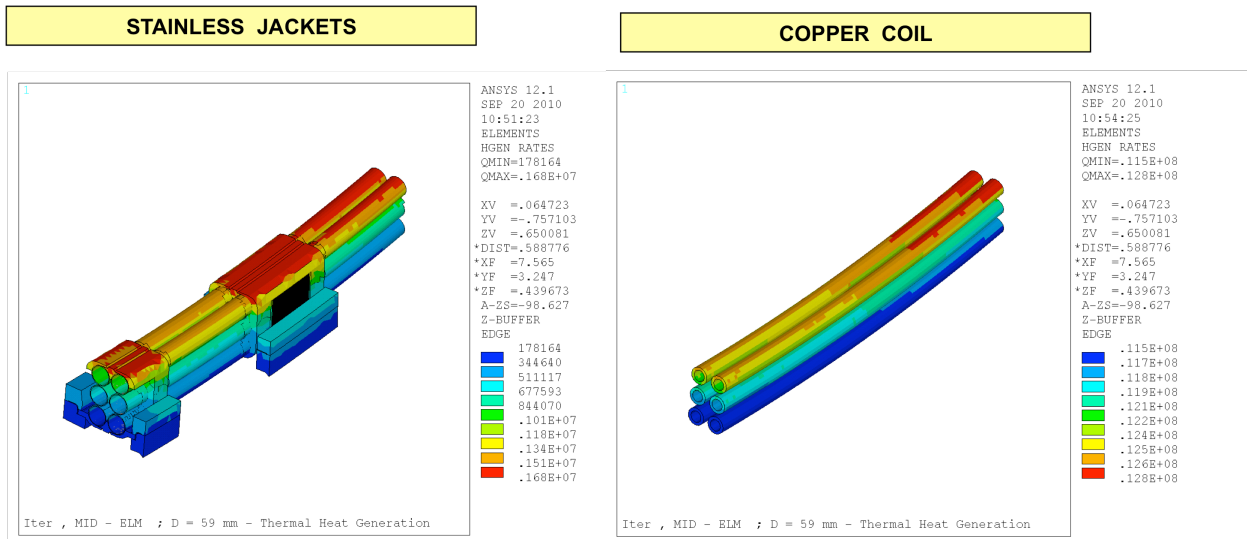 STAINLESS JACKETS
COPPER COIL
1
ANSYS 12.1
SEP 20 2010
10:51:23
ELEMENTS
HGEN RATES
QMIN=178164
QMAX=.168E+07
XV =.064723
YV =-.757103
ZV =.650081
*DIST=.588776
*XF =7.565
*YF =3.247
*ZF =.439673
A-ZS=-98.627
Z-BUFFER
EDGE
178164
344640
511117
677593
844070
.101E+07
.118E+07
.134E+07
.151E+07
.168E+07
Iter , MID - ELM ; D = 59 mm - Thermal Heat Generation
1
ANSYS 12.1
SEP 20 2010
10:54:25
ELEMENTS
HGEN RATES
QMIN=.115E+08
QMAX=.128E+08
XV =.064723
YV =-.757103
ZV =.650081
*DIST=.588776
*XF =7.565
*YF =3.247
*ZF =.439673
A-ZS=-98.627
Z-BUFFER
EDGE
.115E+08
.117E+08
.118E+08
.119E+08
.121E+08
.122E+08
.124E+08
.125E+08
.126E+08
.128E+08
Iter , MID - ELM ; D = 59 mm - Thermal Heat Generation